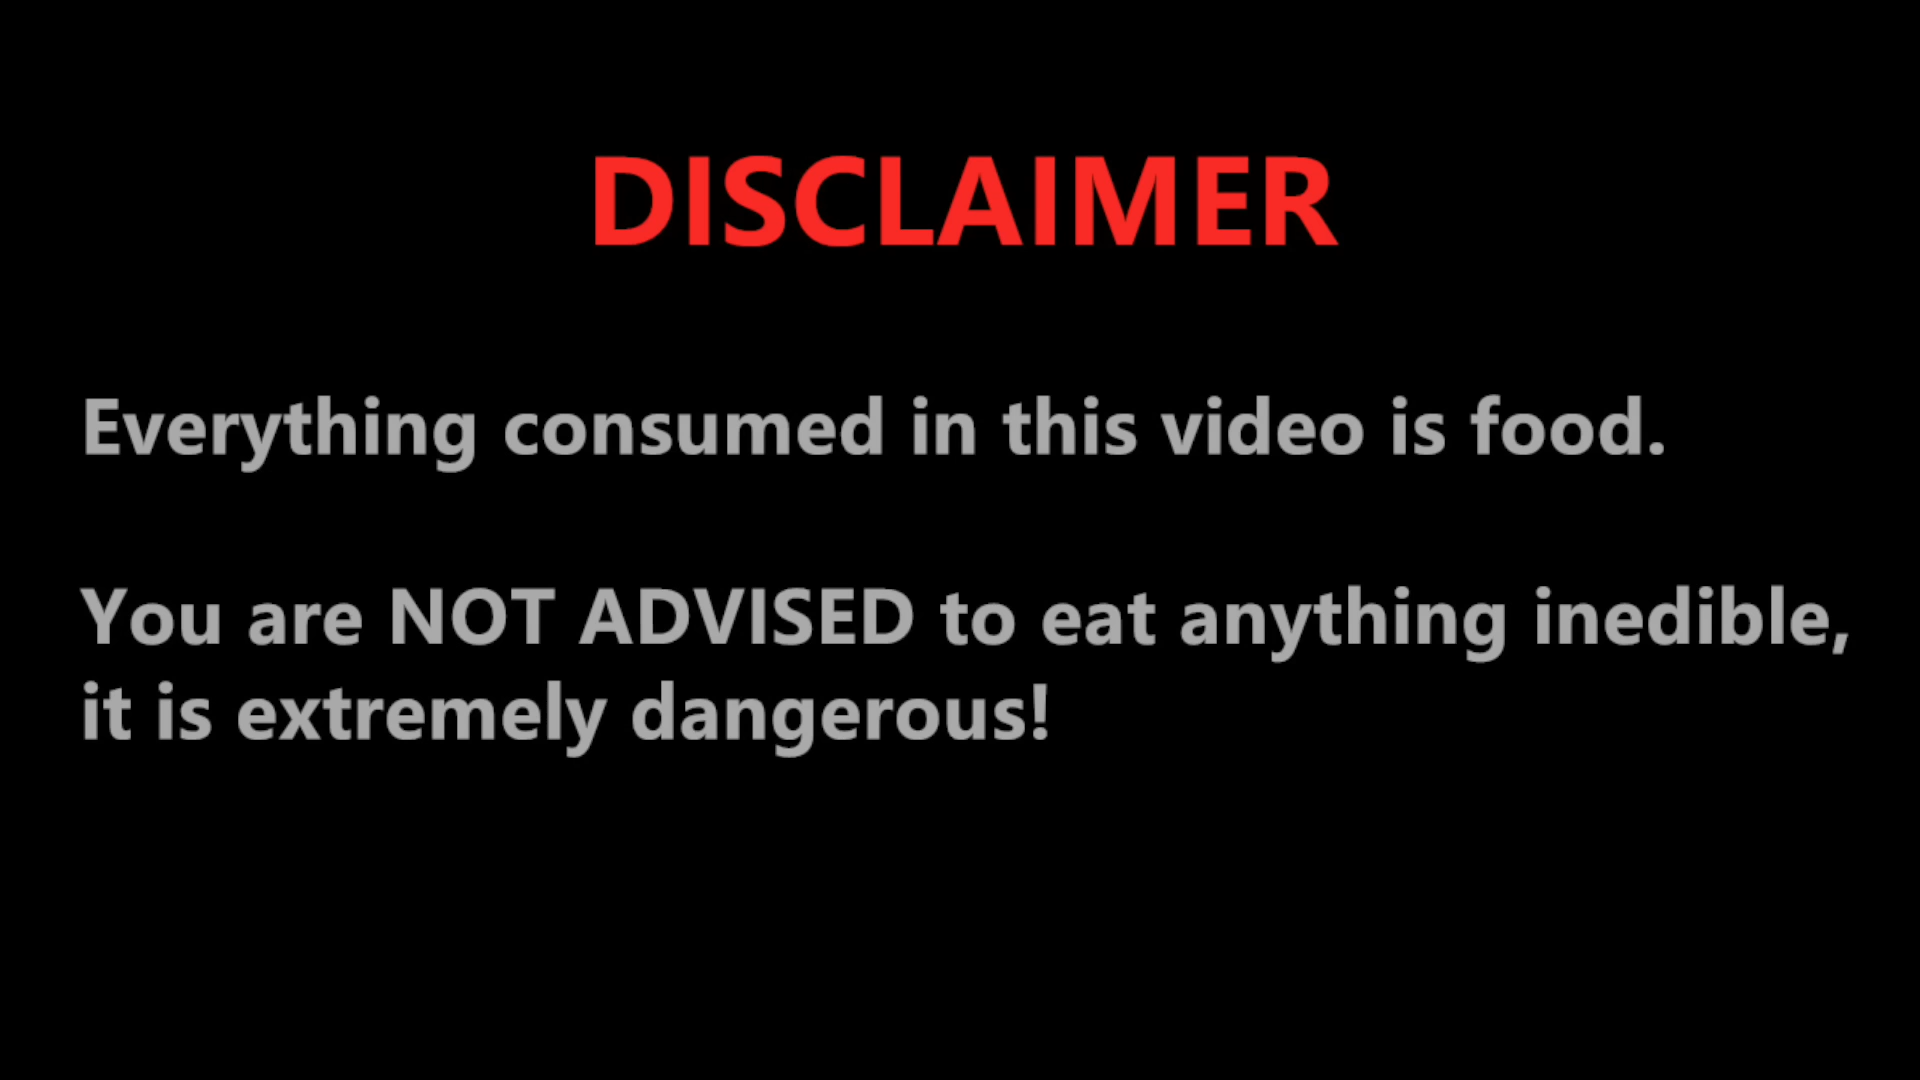 DISCLAIMER
Everything consumed in this video is food.
You are NOT ADVISED to eat anything inedible,
it is extremely dangerous!